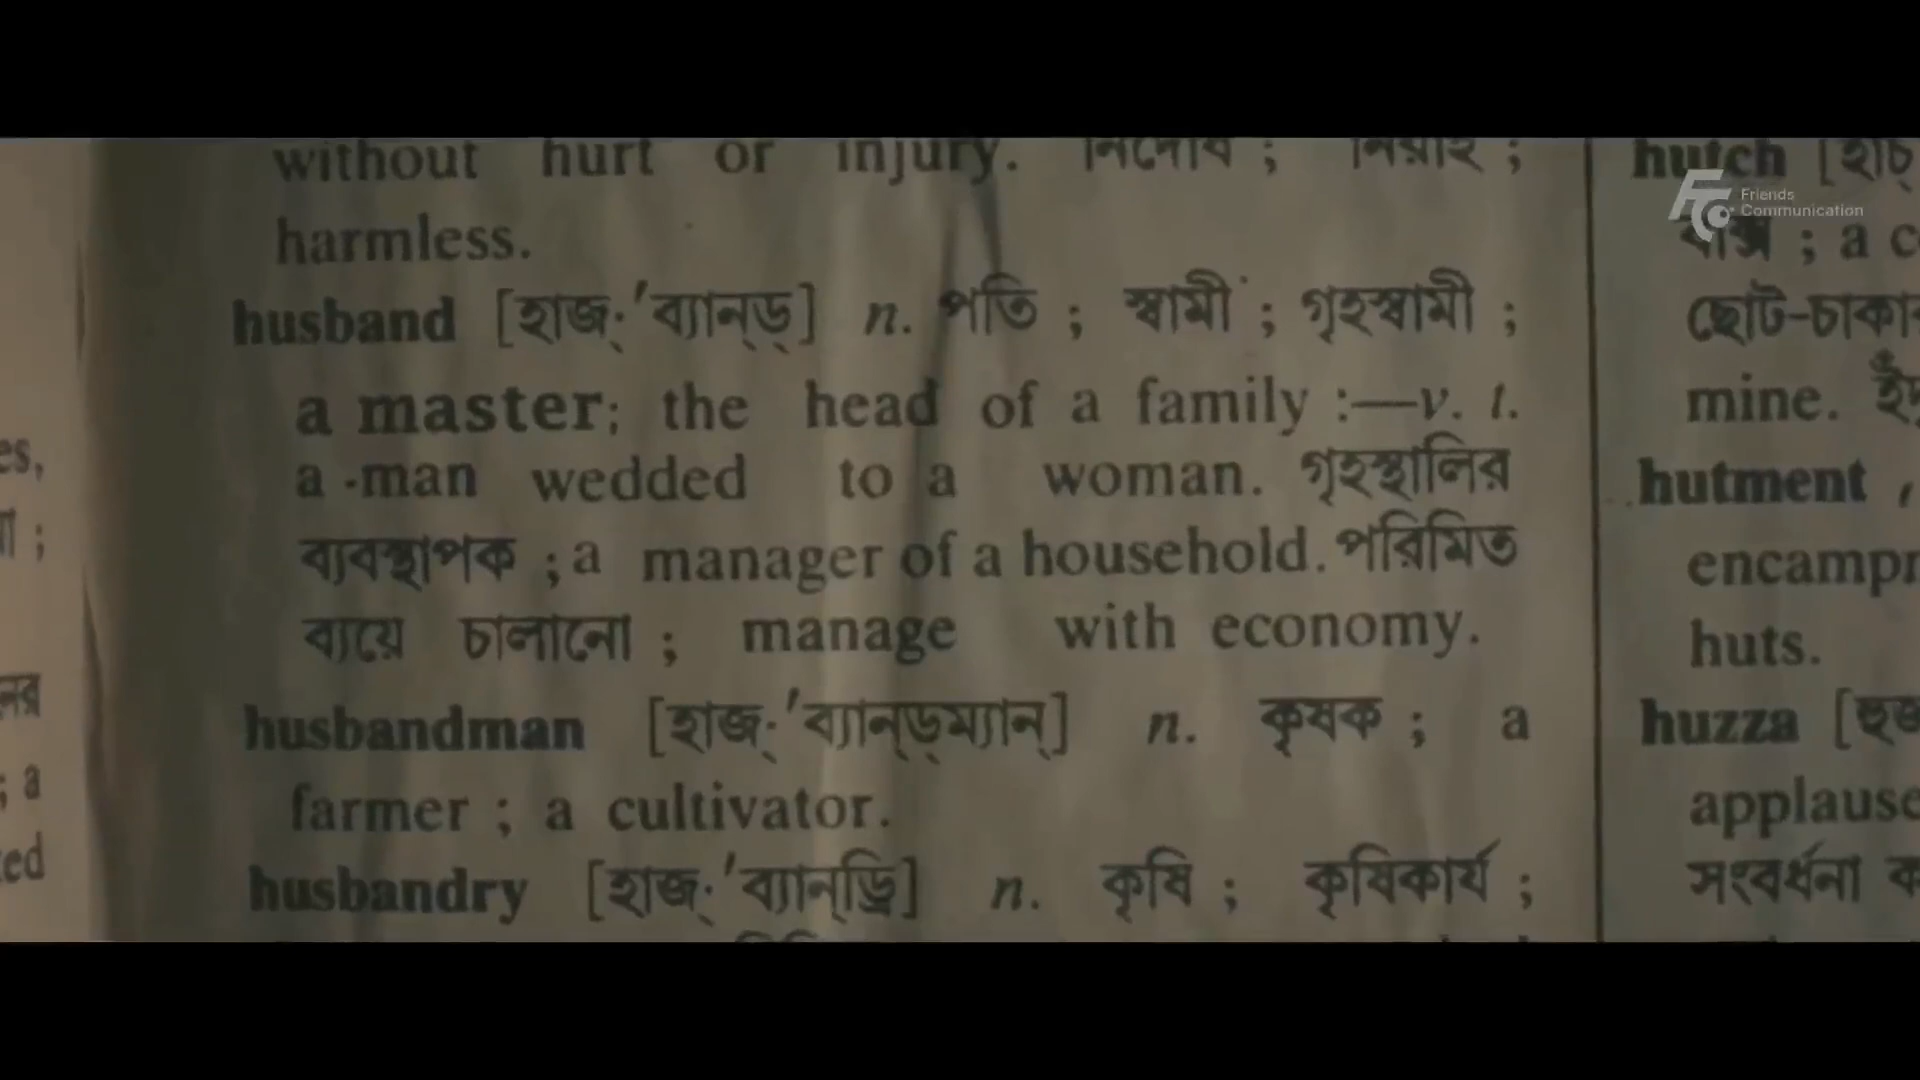 without hurt or injury. নির্দোষ ; নিরীহ ;
harmless.
husband [হাজ্‌·'ব্যান্ড্] n. পতি ; স্বামী ; গৃহস্বামী ;
a master; the head of a family :—v. t.
a man wedded to a woman. গৃহস্থালির
ব্যবস্থাপক ; a manager of a household. পরিমিত
ব্যয়ে চালানো ; manage with economy.
husbandman [হাজ্‌·'ব্যান্ড্ম্যান্] n. কৃষক ; a
farmer ; a cultivator.
husbandry [হাজ্‌·'ব্যান্ড্রি] n. কৃষি ; কৃষিকার্য ;
hutch [হাচ্
; a c
ছোট-চাকা
mine.
hutment
encamp
huts.
huzza
applause
সংবর্ধনা ক
es,
;
; a
ed
Friends
Communication